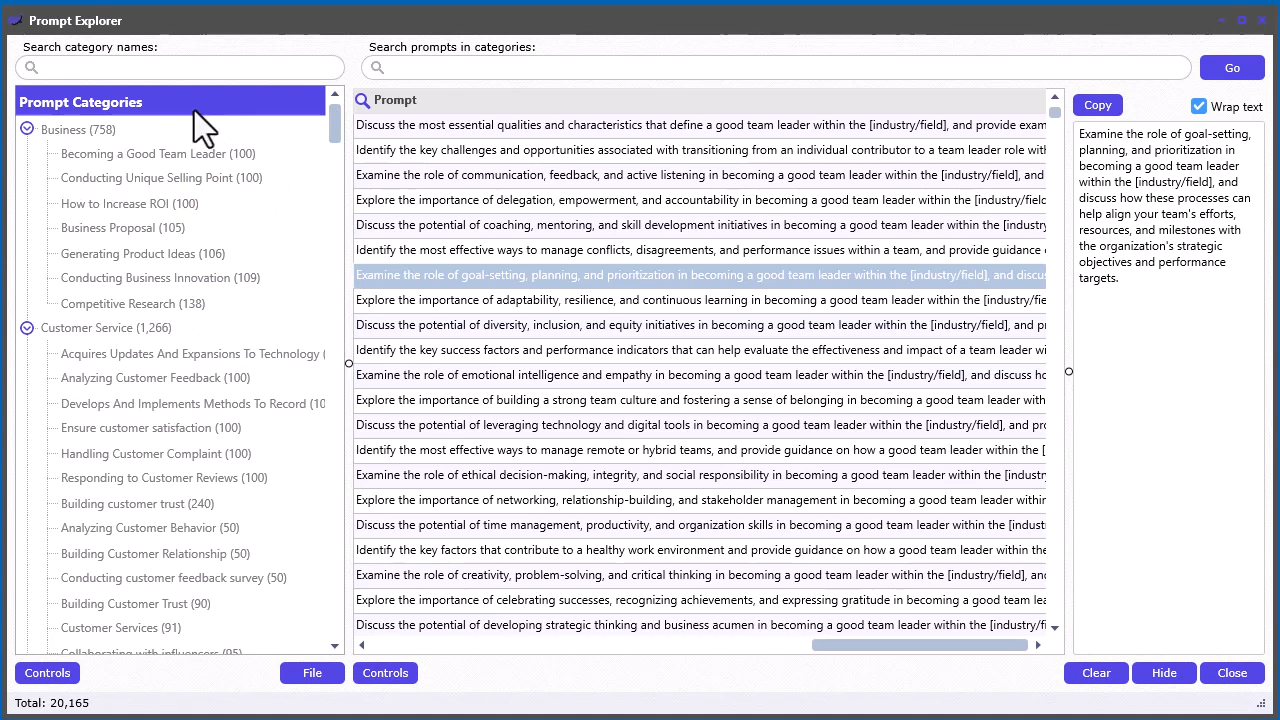 Prompt Explorer
Search category names:
Search prompts in categories:
Go
Prompt Categories
Business (758)
Becoming a Good Team Leader (100)
Conducting Unique Selling Point (100)
How to Increase ROI (100)
Business Proposal (105)
Generating Product Ideas (106)
Conducting Business Innovation (109)
Competitive Research (138)
Customer Service (1,266)
Acquires Updates And Expansions To Technology (
Analyzing Customer Feedback (100)
Develops And Implements Methods To Record (10
Ensure customer satisfaction (100)
Handling Customer Complaint (100)
Responding to Customer Reviews (100)
Building customer trust (240)
Analyzing Customer Behavior (50)
Building Customer Relationship (50)
Conducting customer feedback survey (50)
Building Customer Trust (90)
Customer Services (91)
Collaborating with influencers (95)
Prompt
Discuss the most essential qualities and characteristics that define a good team leader within the [industry/field], and provide exam
Identify the key challenges and opportunities associated with transitioning from an individual contributor to a team leader role with
Examine the role of communication, feedback, and active listening in becoming a good team leader within the [industry/field], and
Explore the importance of delegation, empowerment, and accountability in becoming a good team leader within the [industry/field
Discuss the potential of coaching, mentoring, and skill development initiatives in becoming a good team leader within the [industry
Identify the most effective ways to manage conflicts, disagreements, and performance issues within a team, and provide guidance
Examine the role of goal-setting, planning, and prioritization in becoming a good team leader within the [industry/field], and discus
Explore the importance of adaptability, resilience, and continuous learning in becoming a good team leader within the [industry/fie
Discuss the potential of diversity, inclusion, and equity initiatives in becoming a good team leader within the [industry/field], and pr
Identify the key success factors and performance indicators that can help evaluate the effectiveness and impact of a team leader wi
Examine the role of emotional intelligence and empathy in becoming a good team leader within the [industry/field], and discuss ho
Explore the importance of building a strong team culture and fostering a sense of belonging in becoming a good team leader with
Discuss the potential of leveraging technology and digital tools in becoming a good team leader within the [industry/field], and pro
Identify the most effective ways to manage remote or hybrid teams, and provide guidance on how a good team leader within the [
Examine the role of ethical decision-making, integrity, and social responsibility in becoming a good team leader within the [industr
Explore the importance of networking, relationship-building, and stakeholder management in becoming a good team leader within
Discuss the potential of time management, productivity, and organization skills in becoming a good team leader within the [indust
Identify the key factors that contribute to a healthy work environment and provide guidance on how a good team leader within the
Examine the role of creativity, problem-solving, and critical thinking in becoming a good team leader within the [industry/field], and
Explore the importance of celebrating successes, recognizing achievements, and expressing gratitude in becoming a good team lea
Discuss the potential of developing strategic thinking and business acumen in becoming a good team leader within the [industry/fi
Copy
Wrap text
Examine the role of goal-setting,
planning, and prioritization in
becoming a good team leader
within the [industry/field], and
discuss how these processes can
help align your team's efforts,
resources, and milestones with
the organization's strategic
objectives and performance
targets.
Controls
File
Controls
Clear
Hide
Close
Total: 20,165